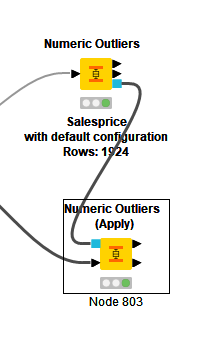 Numeric Outliers
Salesprice
with default configuration
Rows: 1924
Numeric Outliers
(Apply)
Node 803